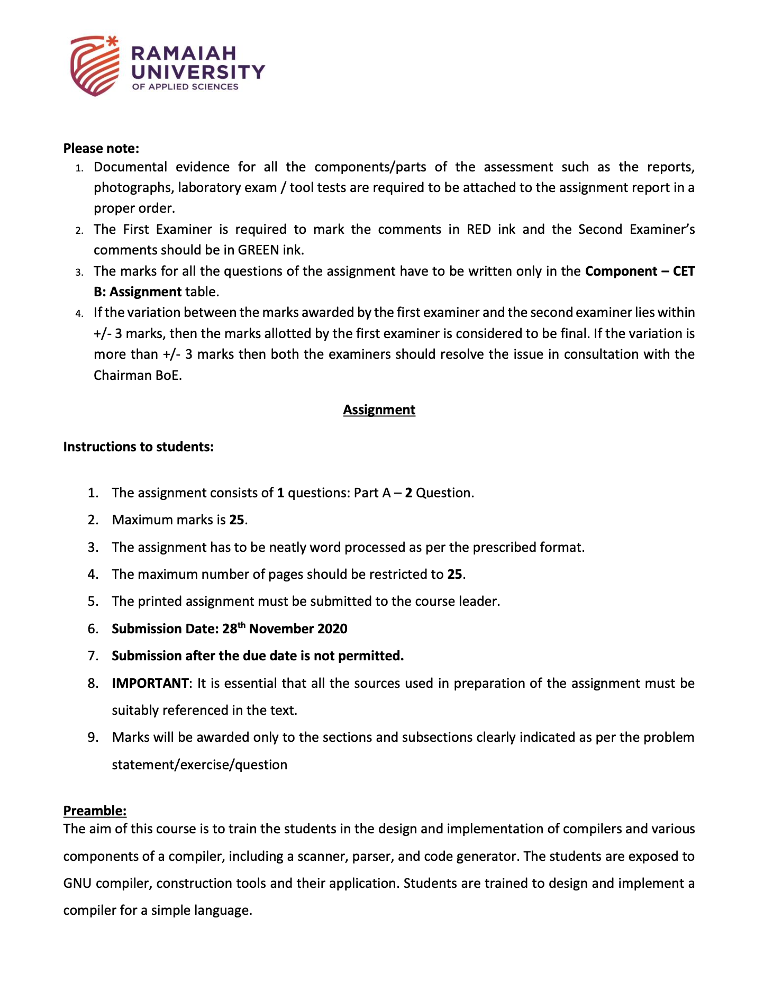 RAMAIAH
UNIVERSITY
OF APPLIED SCIENCES
Please note:
1. Documental evidence for all the components/parts of the assessment such as the reports,
photographs, laboratory exam / tool tests are required to be attached to the assignment report in a
proper order.
2. The First Examiner is required to mark the comments in RED ink and the Second Examiner’s
comments should be in GREEN ink.
3. The marks for all the questions of the assignment have to be written only in the Component – CET
B: Assignment table.
4. If the variation between the marks awarded by the first examiner and the second examiner lies within
+/- 3 marks, then the marks allotted by the first examiner is considered to be final. If the variation is
more than +/- 3 marks then both the examiners should resolve the issue in consultation with the
Chairman BoE.
Assignment
Instructions to students:
1. The assignment consists of 1 questions: Part A – 2 Question.
2. Maximum marks is 25.
3. The assignment has to be neatly word processed as per the prescribed format.
4. The maximum number of pages should be restricted to 25.
5. The printed assignment must be submitted to the course leader.
6. Submission Date: 28th November 2020
7. Submission after the due date is not permitted.
8. IMPORTANT: It is essential that all the sources used in preparation of the assignment must be
suitably referenced in the text.
9. Marks will be awarded only to the sections and subsections clearly indicated as per the problem
statement/exercise/question
Preamble:
The aim of this course is to train the students in the design and implementation of compilers and various
components of a compiler, including a scanner, parser, and code generator. The students are exposed to
GNU compiler, construction tools and their application. Students are trained to design and implement a
compiler for a simple language.